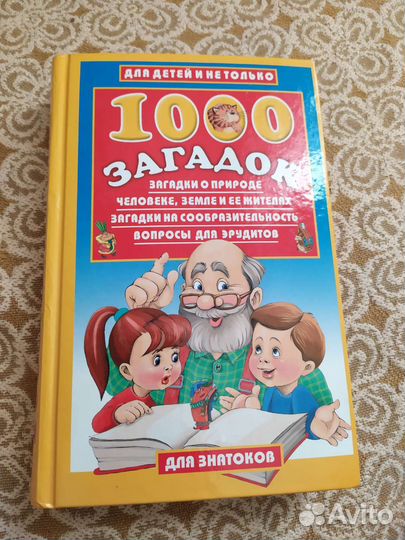 ДЛЯ ДЕТЕЙ И НЕ ТОЛЬКО
1000
ЗАГАДОК
ЗАГАДКИ О ПРИРОДЕ
ЧЕЛОВЕКЕ, ЗЕМЛЕ И ЕЕ ЖИТЕЛЯХ
ЗАГАДКИ НА СООБРАЗИТЕЛЬНОСТЬ
ВОПРОСЫ ДЛЯ ЭРУДИТОВ
ДЛЯ ЗНАТОКОВ
Avito